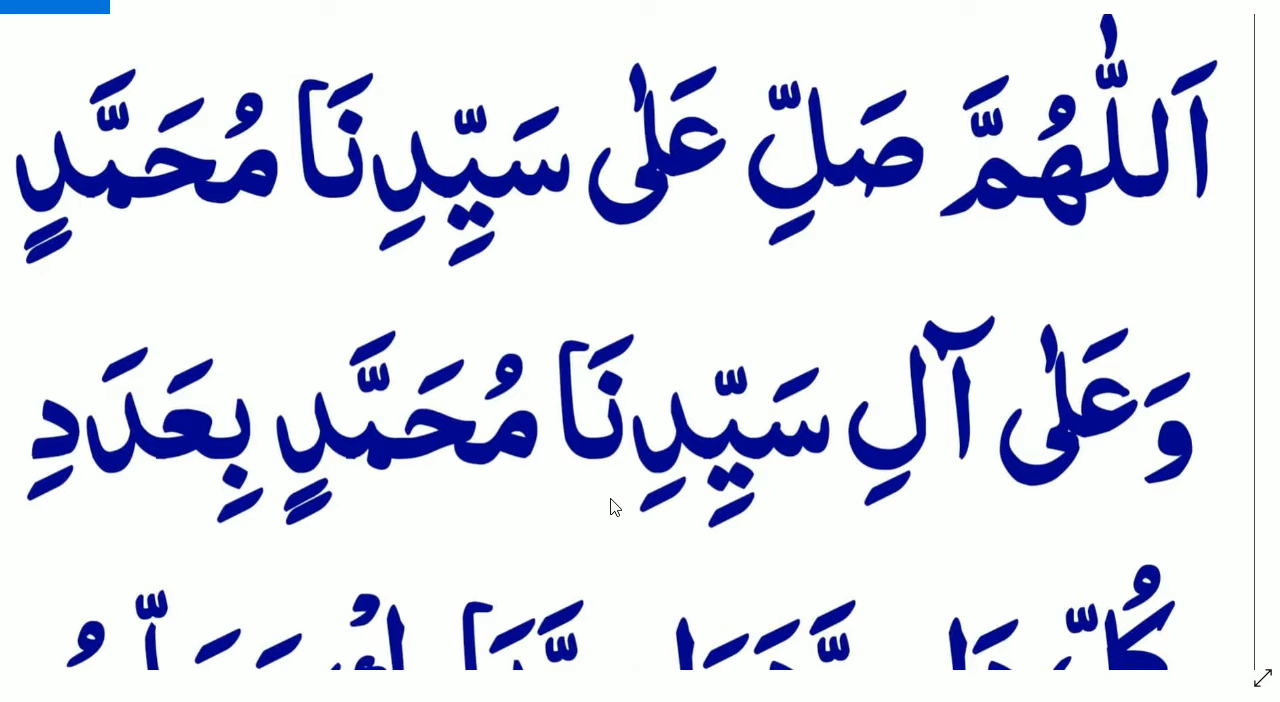 اَللّٰهُمَّ صَلِّ عَلٰى سَيِّدِنَا مُحَمَّدٍ
وَعَلٰى آلِ سَيِّدِنَا مُحَمَّدٍ بِعَدَدِ
كُلِّ